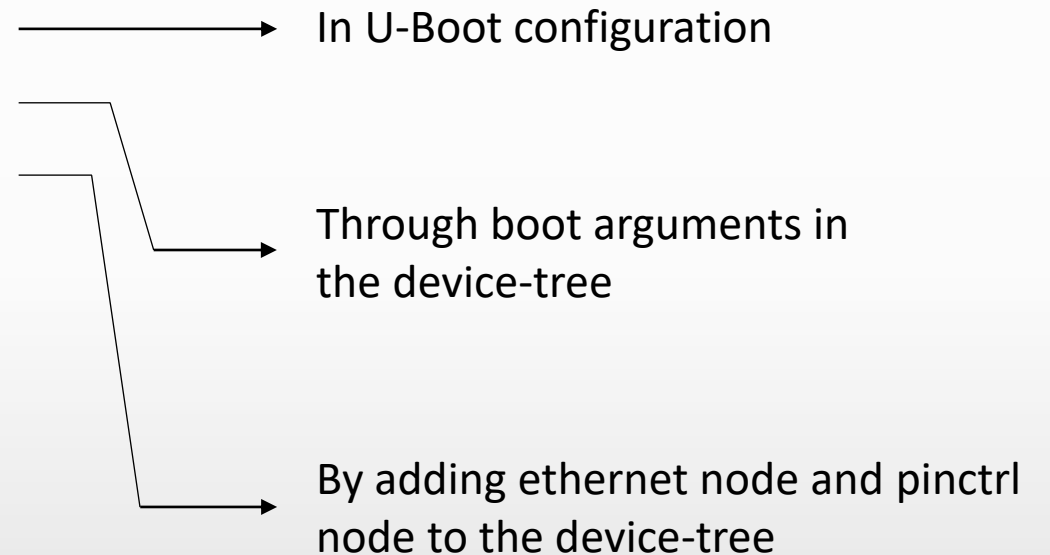 In U-Boot configuration
Through boot arguments in
the device-tree
By adding ethernet node and pinctrl
node to the device-tree